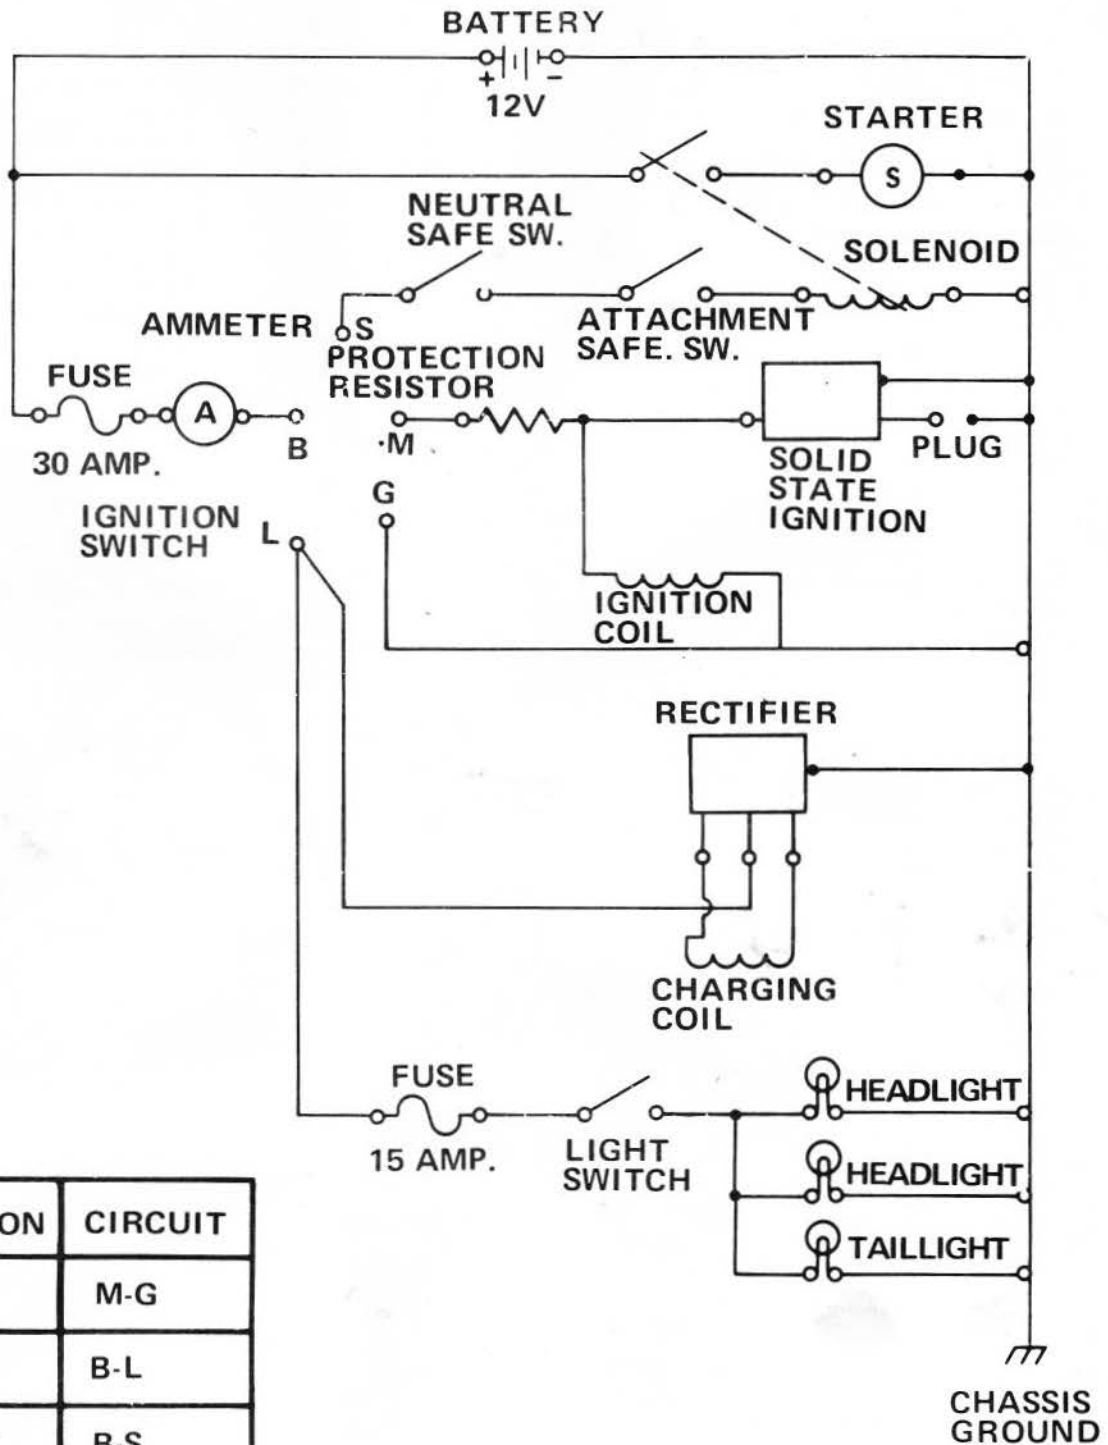 BATTERY
+ -
12V
STARTER
S
NEUTRAL
SAFE SW.
SOLENOID
AMMETER
S
ATTACHMENT
SAFE. SW.
PROTECTION
RESISTOR
FUSE
A
B
·M
30 AMP.
PLUG
SOLID
STATE
IGNITION
G
IGNITION
SWITCH
L
IGNITION
COIL
RECTIFIER
CHARGING
COIL
FUSE
15 AMP.
LIGHT
SWITCH
HEADLIGHT
HEADLIGHT
TAILLIGHT
ON CIRCUIT
M-G
B-L
B-S
CHASSIS
GROUND